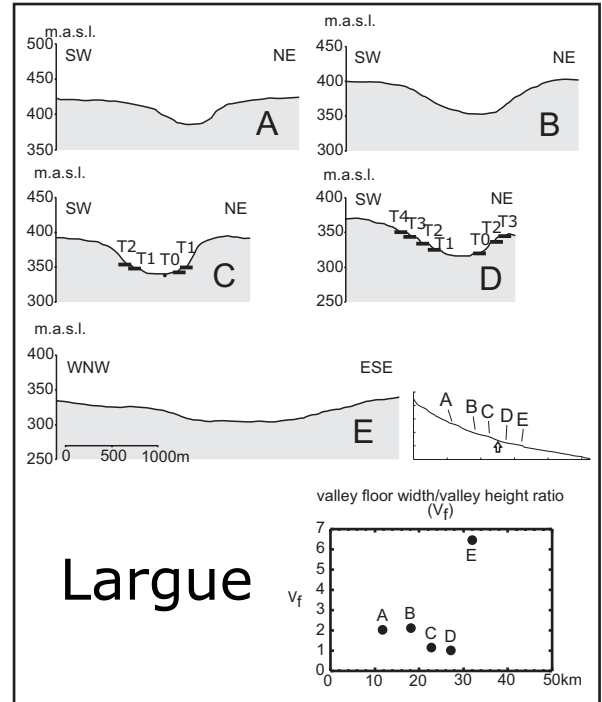 m.a.s.l.
500
450
400
350
SW
NE
A
m.a.s.l.
450
400
350
300
SW
NE
B
m.a.s.l.
450
400
350
300
SW
NE
T2
T1
T0
T1
C
m.a.s.l.
400
350
300
250
SW
NE
T4
T3
T2
T1
T0
T2
T3
D
m.a.s.l.
400
350
300
250
WNW
ESE
E
0 500 1000m
A
B
C
D
E
valley floor width/valley height ratio
(Vf)
7
6
5
4
3
2
1
0
Vf
A
B
C
D
E
0 10 20 30 40 50km
Largue